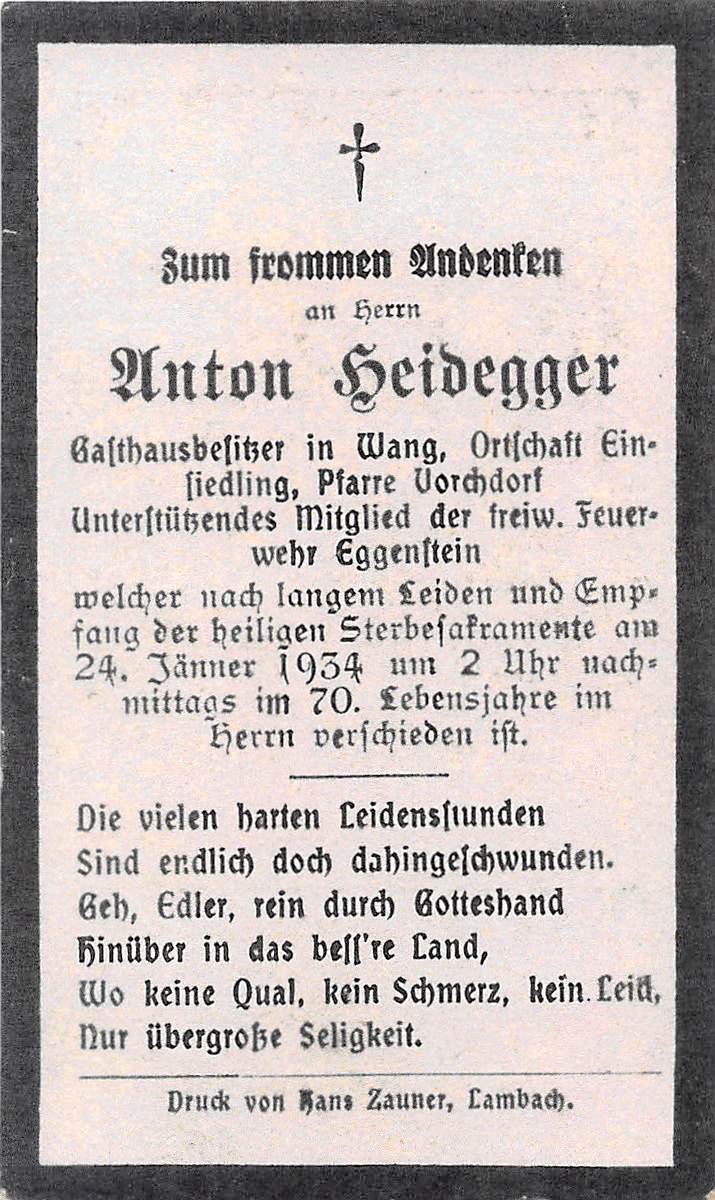 Zum frommen Andenken
an Herrn
Anton Heidegger
Gasthausbesitzer in Wang, Ortschaft Ein-
siedling, Pfarre Vorchdorf
Unterstützendes Mitglied der freiw. Feuer-
wehr Eggenstein
welcher nach langem Leiden und Emp-
fang der heiligen Sterbesakramente am
24. Jänner 1934 um 2 Uhr nach-
mittags im 70. Lebensjahre im
Herrn verschieden ist.
Die vielen harten Leidensstunden
Sind endlich doch dahingeschwunden.
Geh, Edler, rein durch Gotteshand
Hinüber in das bess're Land,
Wo keine Qual, kein Schmerz, kein Leid,
Nur übergroße Seligkeit.
Druck von Hans Zauner, Lambach.